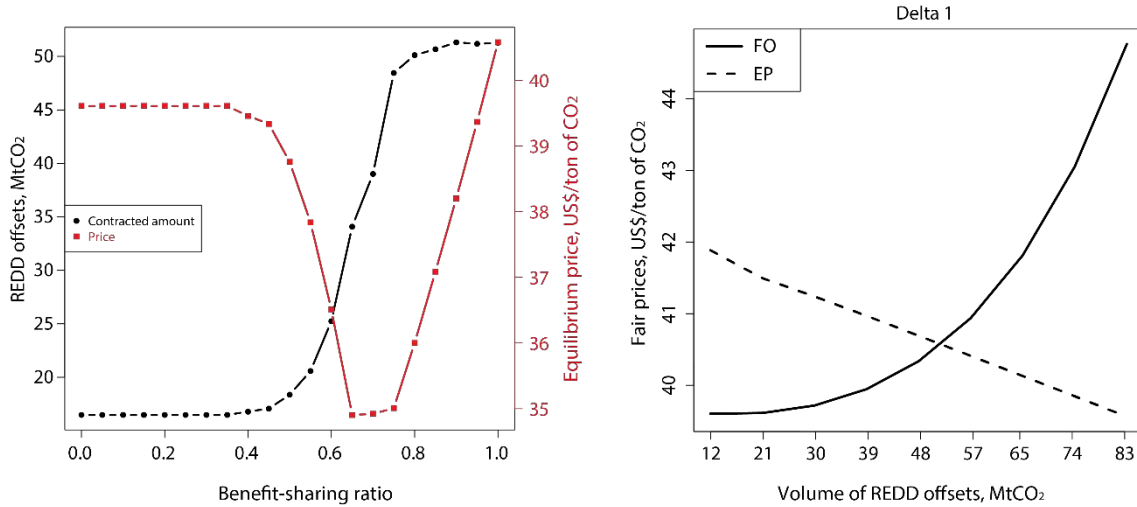 REDD offsets, MtCO₂
50
45
40
35
30
25
20
Contracted amount
Price
0.0 0.2 0.4 0.6 0.8 1.0
Benefit-sharing ratio
40
39
38
37
36
35
Equilibrium price, US$/ton of CO₂
Delta 1
FO
EP
Fair prices, US$/ton of CO₂
44
43
42
41
40
12 21 30 39 48 57 65 74 83
Volume of REDD offsets, MtCO₂